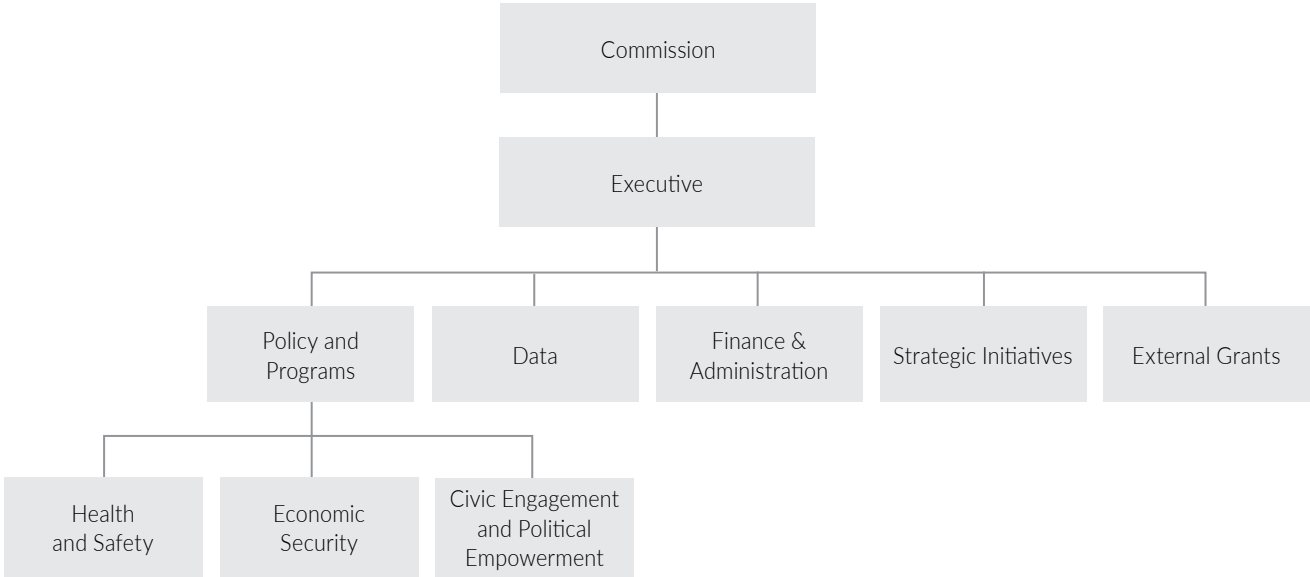 Commission
Executive
Policy and
Programs
Data
Finance &
Administration
Strategic Initiatives
External Grants
Health
and Safety
Economic
Security
Civic Engagement
and Political
Empowerment